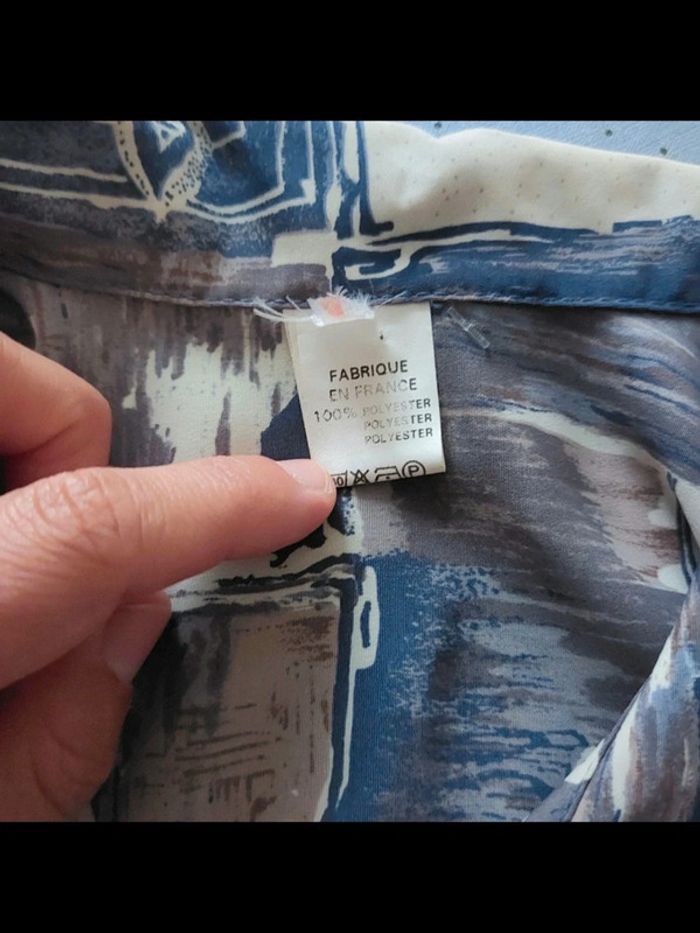 FABRIQUE
EN FRANCE
100% POLYESTER
POLYESTER
POLYESTER
P